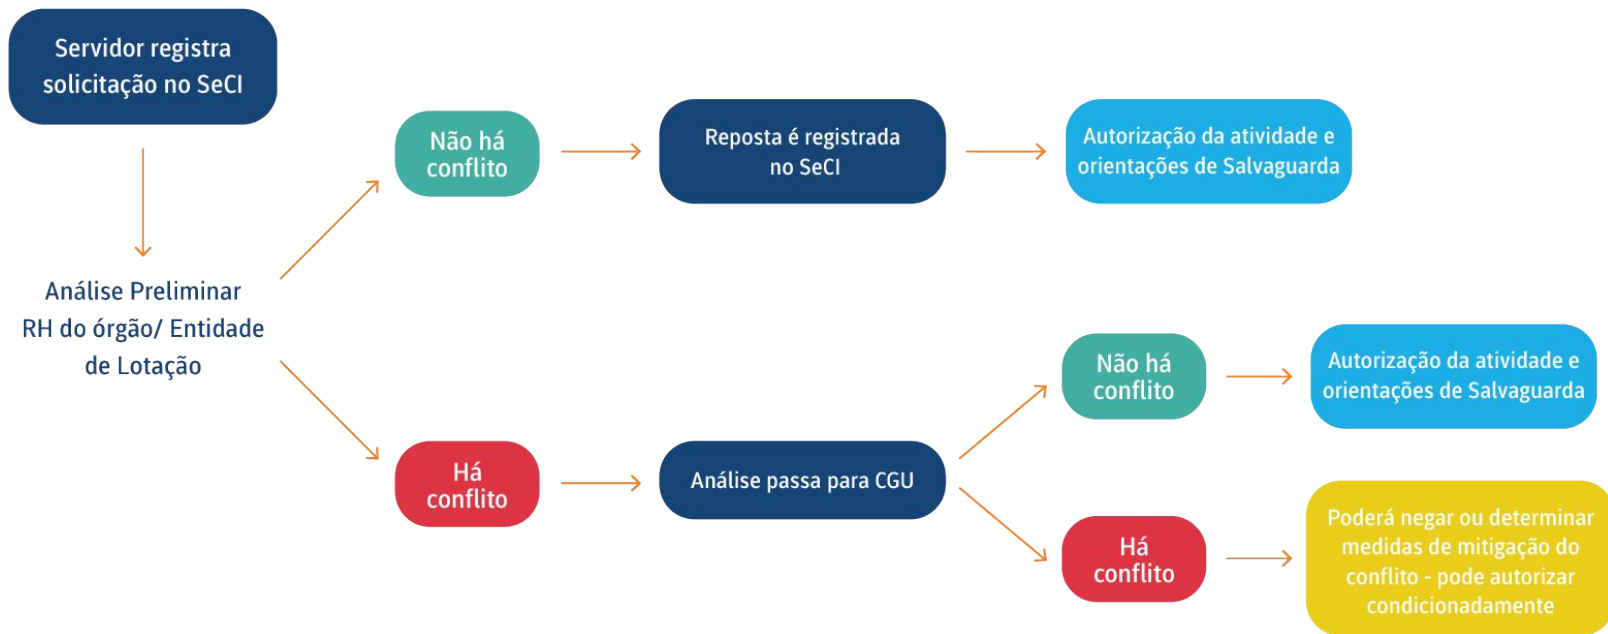 Servidor registra
solicitação no SeCI
Análise Preliminar
RH do órgão/ Entidade
de Lotação
Não há
conflito
Reposta é registrada
no SeCI
Autorização da atividade e
orientações de Salvaguarda
Há
conflito
Análise passa para CGU
Não há
conflito
Autorização da atividade e
orientações de Salvaguarda
Há
conflito
Poderá negar ou determinar
medidas de mitigação do
conflito - pode autorizar
condicionadamente